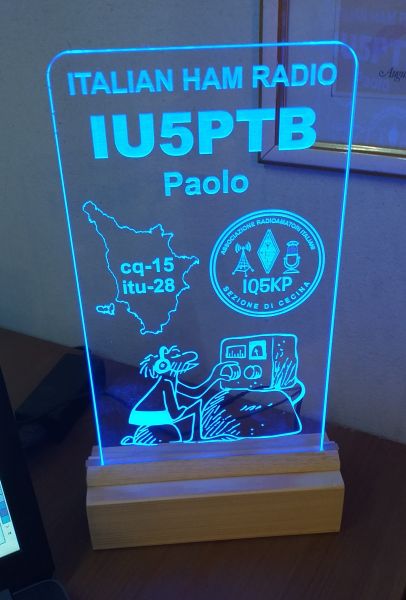 ITALIAN HAM RADIO
IU5PTB
Paolo
cq-15
itu-28
ASSOCIAZIONE RADIOAMATORI ITALIANI
IQ5KP
SEZIONE DI CECINA